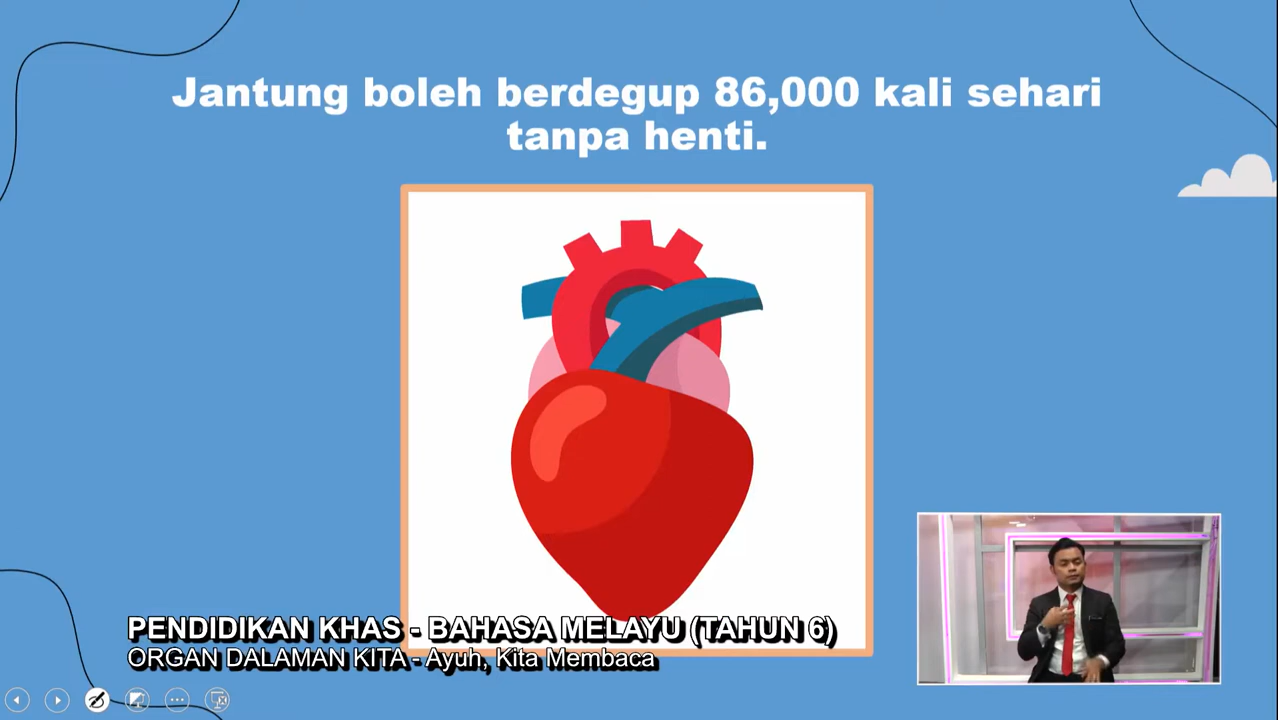 Jantung boleh berdegup 86,000 kali sehari
tanpa henti.
PENDIDIKAN KHAS - BAHASA MELAYU (TAHUN 6)
ORGAN DALAMAN KITA - Ayuh, Kita Membaca